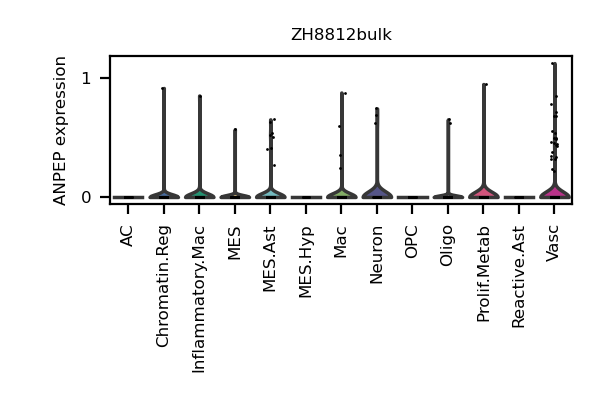 ZH8812bulk
ANPEP expression
1
0
AC
Chromatin.Reg
Inflammatory.Mac
MES
MES.Ast
MES.Hyp
Mac
Neuron
OPC
Oligo
Prolif.Metab
Reactive.Ast
Vasc